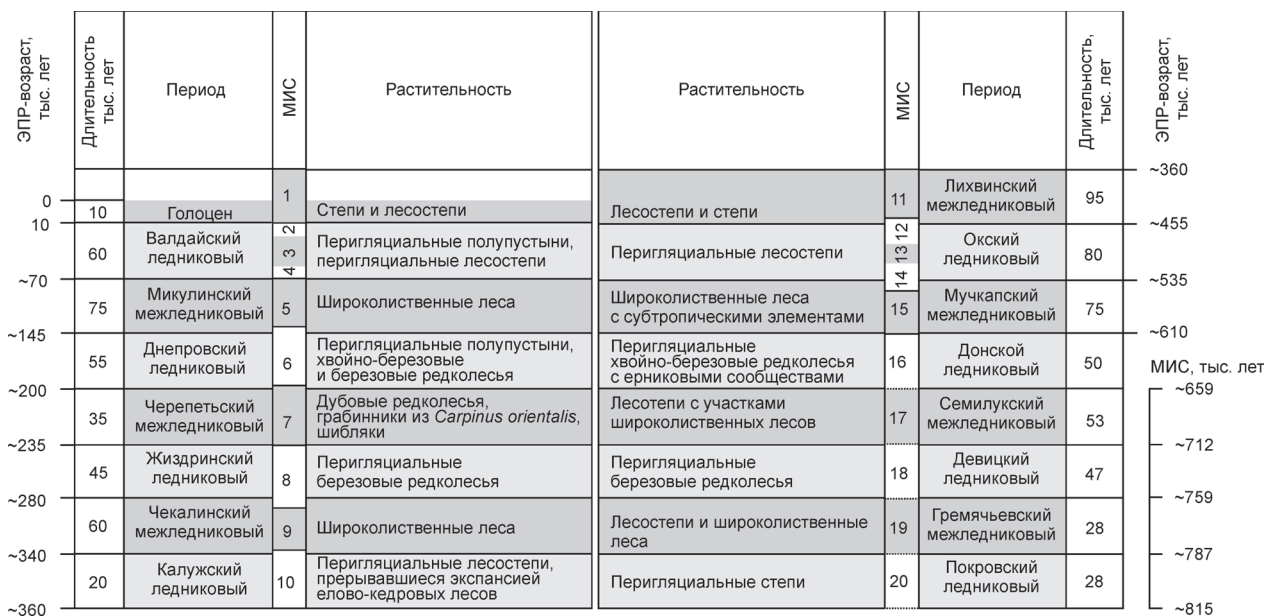 ЭПР-возраст,
тыс. лет
Длительность
тыс. лет
Период
МИС
Растительность
Растительность
МИС
Период
Длительность,
тыс. лет
ЭПР-возраст,
тыс. лет
0
10
~70
~145
~200
~235
~280
~340
~360
10
Голоцен
1
Степи и лесостепи
60
Валдайский
ледниковый
2
3
4
Перигляциальные полупустыни,
перигляциальные лесостепи
75
Микулинский
межледниковый
5
Широколиственные леса
55
Днепровский
ледниковый
6
Перигляциальные полупустыни,
хвойно-березовые
и березовые редколесья
35
Черепетьский
межледниковый
7
Дубовые редколесья,
грабинники из Carpinus orientalis,
шибляки
45
Жиздринский
ледниковый
8
Перигляциальные
березовые редколесья
60
Чекалинский
межледниковый
9
Широколиственные леса
20
Калужский
ледниковый
10
Перигляциальные лесостепи,
прерывавшиеся экспансией
елово-кедровых лесов
Лесостепи и степи
11
Лихвинский
межледниковый
95
Перигляциальные лесостепи
12
13
14
Окский
ледниковый
80
Широколиственные леса
с субтропическими элементами
15
Мучкапский
межледниковый
75
Перигляциальные
хвойно-березовые редколесья
с ерниковыми сообществами
16
Донской
ледниковый
50
Лесотепи с участками
широколиственных лесов
17
Семилукский
межледниковый
53
Перигляциальные
березовые редколесья
18
Девицкий
ледниковый
47
Лесостепи и широколиственные
леса
19
Гремячьевский
межледниковый
28
Перигляциальные степи
20
Покровский
ледниковый
28
~360
~455
~535
~610
МИС, тыс. лет
~659
~712
~759
~787
~815